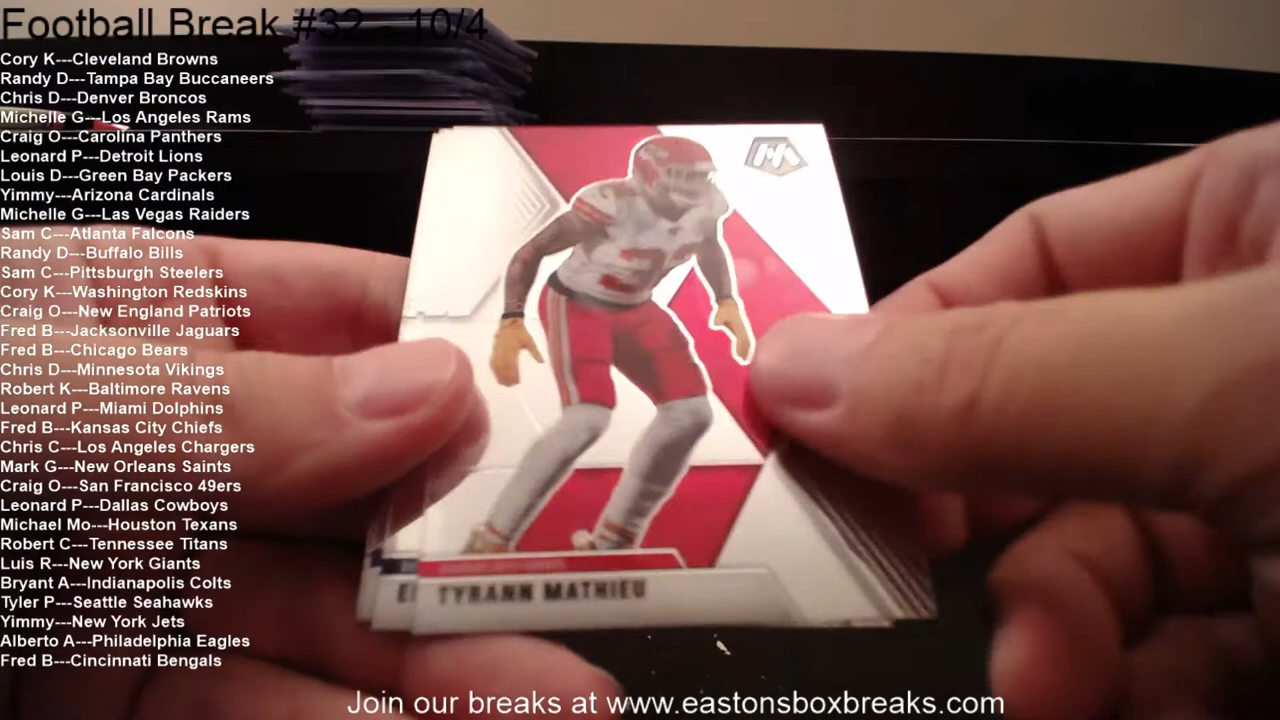 Football Break #32 - 10/4
Cory K---Cleveland Browns
Randy D---Tampa Bay Buccaneers
Chris D---Denver Broncos
Michelle G---Los Angeles Rams
Craig O---Carolina Panthers
Leonard P---Detroit Lions
Louis D---Green Bay Packers
Yimmy---Arizona Cardinals
Michelle G---Las Vegas Raiders
Sam C---Atlanta Falcons
Randy D---Buffalo Bills
Sam C---Pittsburgh Steelers
Cory K---Washington Redskins
Craig O---New England Patriots
Fred B---Jacksonville Jaguars
Fred B---Chicago Bears
Chris D---Minnesota Vikings
Robert K---Baltimore Ravens
Leonard P---Miami Dolphins
Fred B---Kansas City Chiefs
Chris C---Los Angeles Chargers
Mark G---New Orleans Saints
Craig O---San Francisco 49ers
Leonard P---Dallas Cowboys
Michael Mo---Houston Texans
Robert C---Tennessee Titans
Luis R---New York Giants
Bryant A---Indianapolis Colts
Tyler P---Seattle Seahawks
Yimmy---New York Jets
Alberto A---Philadelphia Eagles
Fred B---Cincinnati Bengals
TYRANN MATHIEU
Join our breaks at www.eastonsboxbreaks.com